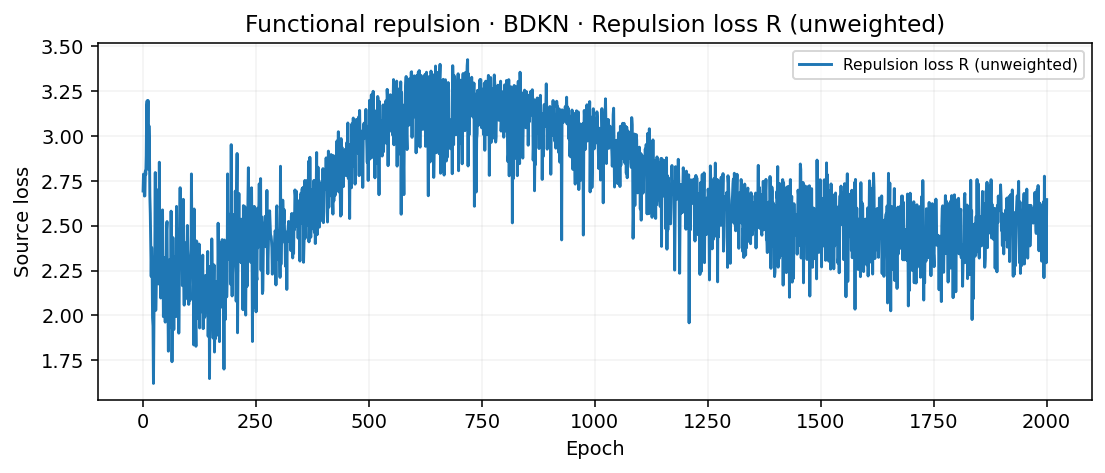 Functional repulsion · BDKN · Repulsion loss R (unweighted)
Repulsion loss R (unweighted)
Source loss
3.50
3.25
3.00
2.75
2.50
2.25
2.00
1.75
0 250 500 750 1000 1250 1500 1750 2000
Epoch